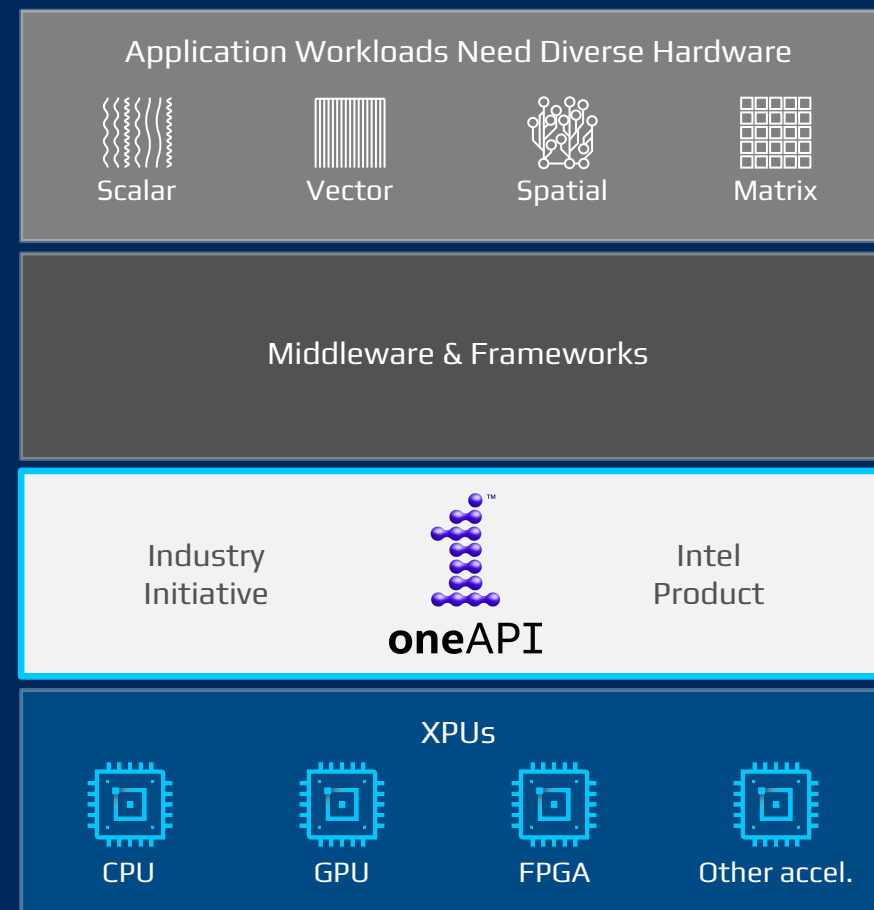 Application Workloads Need Diverse Hardware
Scalar
Vector
Spatial
Matrix
Middleware & Frameworks
Industry
Initiative
™
oneAPI
Intel
Product
XPUs
CPU
GPU
FPGA
Other accel.